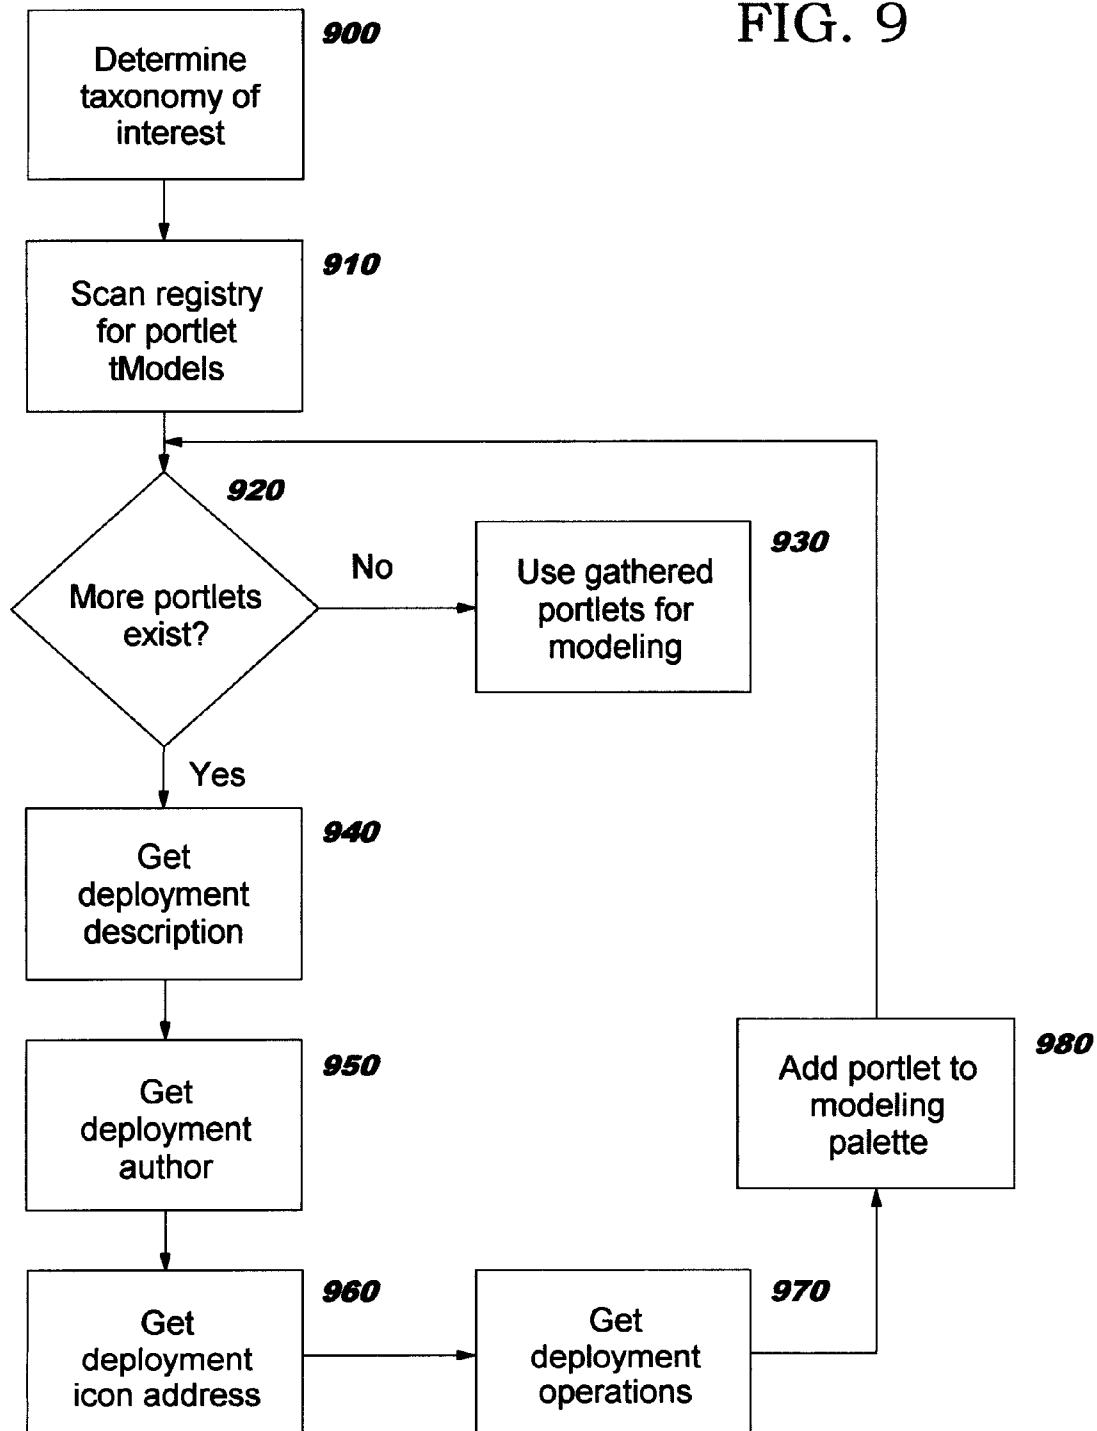 FIG. 9
900
Determine
taxonomy of
interest
910
Scan registry
for portlet
tModels
920
More portlets
exist?
No
930
Use gathered
portlets for
modeling
Yes
940
Get
deployment
description
950
Get
deployment
author
960
Get
deployment
icon address
970
Get
deployment
operations
980
Add portlet to
modeling
palette